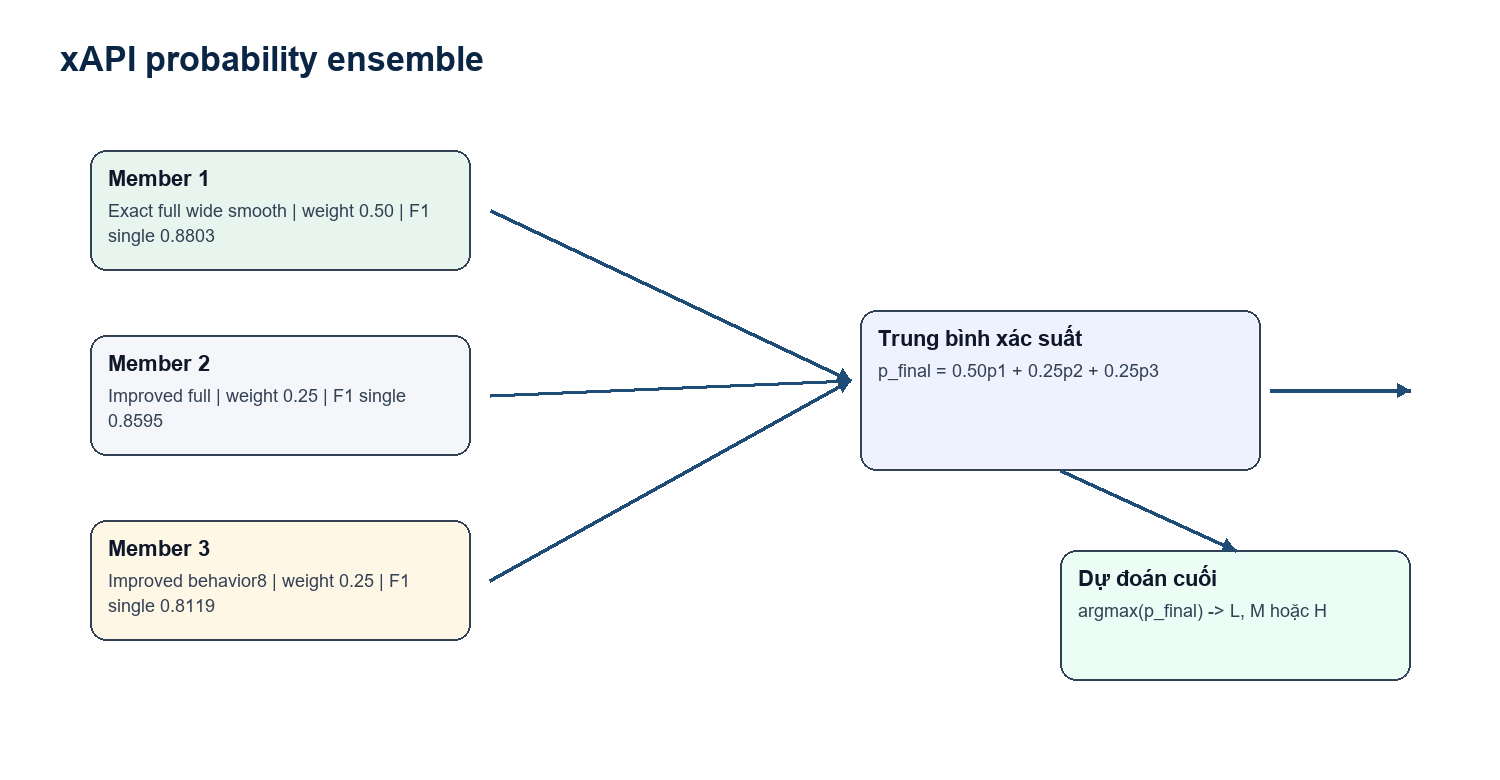 xAPI probability ensemble
Member 1
Exact full wide smooth | weight 0.50 | F1
single 0.8803
Member 2
Improved full | weight 0.25 | F1 single
0.8595
Member 3
Improved behavior8 | weight 0.25 | F1
single 0.8119
Trung bình xác suất
p_final = 0.50p1 + 0.25p2 + 0.25p3
Dự đoán cuối
argmax(p_final) -> L, M hoặc H